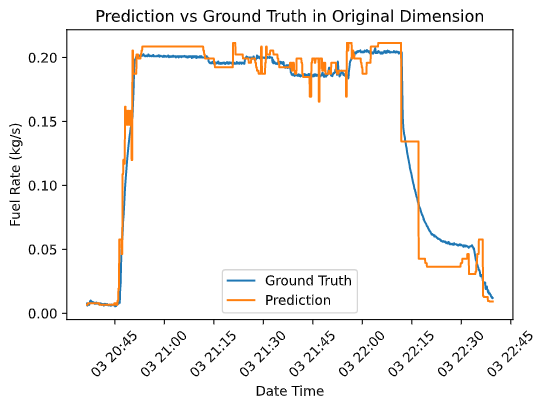 Prediction vs Ground Truth in Original Dimension
Fuel Rate (kg/s)
0.20
0.15
0.10
0.05
0.00
Ground Truth
Prediction
03 20:45
03 21:00
03 21:15
03 21:30
03 21:45
03 22:00
03 22:15
03 22:30
03 22:45
Date Time